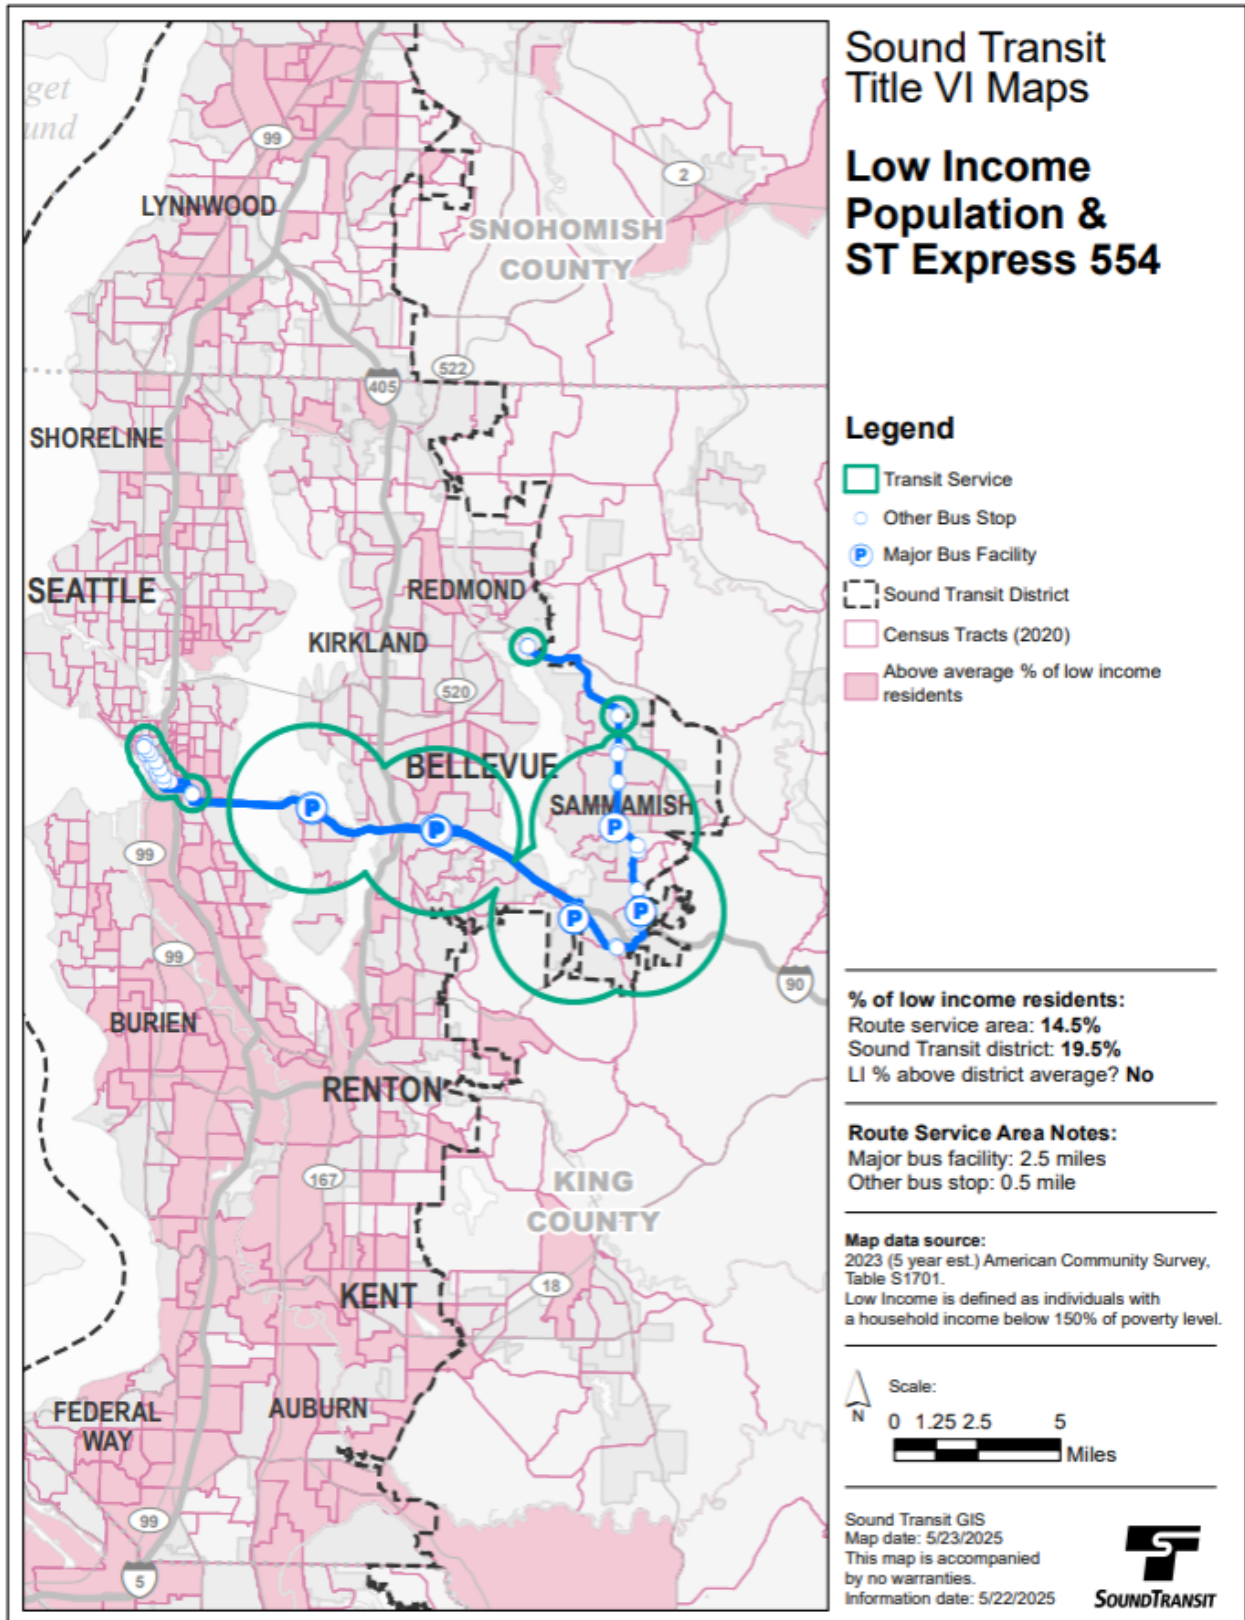 Sound Transit
Title VI Maps
Low Income
Population &
ST Express 554
Legend
Transit Service
Other Bus Stop
P Major Bus Facility
Sound Transit District
Census Tracts (2020)
Above average % of low income
residents
% of low income residents:
Route service area: 14.5%
Sound Transit district: 19.5%
LI % above district average? No
Route Service Area Notes:
Major bus facility: 2.5 miles
Other bus stop: 0.5 mile
Map data source:
2023 (5 year est.) American Community Survey,
Table S1701.
Low Income is defined as individuals with
a household income below 150% of poverty level.
N
Scale:
0 1.25 2.5 5
Miles
Sound Transit GIS
Map date: 5/23/2025
This map is accompanied
by no warranties.
Information date: 5/22/2025
SOUNDTRANSIT
get
und
99
2
LYNNWOOD
SNOHOMISH
COUNTY
522
405
SHORELINE
SEATTLE
REDMOND
KIRKLAND
520
BELLEVUE
SAMMAMISH
P
P
P
99
P
P
99
90
BURIEN
RENTON
167
KING
COUNTY
18
KENT
FEDERAL
WAY
AUBURN
99
5